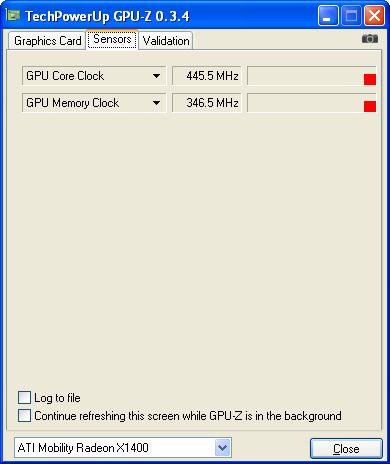 TechPowerUp GPU-Z 0.3.4
Graphics Card Sensors Validation
GPU Core Clock 445.5 MHz
GPU Memory Clock 346.5 MHz
Log to file
Continue refreshing this screen while GPU-Z is in the background
ATI Mobility Radeon X1400 Close